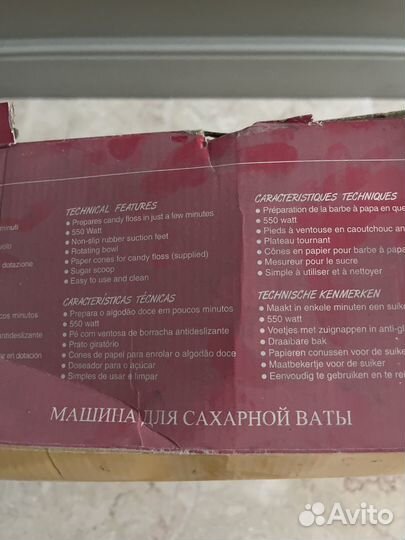 minuti
vuoto
dotazione
TECHNICAL FEATURES
● Prepares candy floss in just a few minutes
● 550 Watt
● Non-slip rubber suction feet
● Rotating bowl
● Paper cones for candy floss (supplied)
● Sugar scoop
● Easy to use and clean
CARACTERISTIQUES TECHNIQUES
● Préparation de la barbe à papa en que
● 550 watt
● Pieds à ventouse en caoutchouc an
● Plateau tournant
● Cônes en papier pour barbe à pap
● Mesureur pour le sucre
● Simple à utiliser et à nettoyer
minutos
antideslizante
en dotación
CARACTERÍSTICAS TÉCNICAS
● Prepara o algodão doce em poucos minutos
● 550 watt
● Pé com ventosa de borracha antideslizante
● Prato giratório
● Cones de papel para enrolar o algodão doce
● Doseador para o açúcar
● Simples de usar e limpar
TECHNISCHE KENMERKEN
● Maakt in enkele minuten een suike
● 550 watt
● Voetjes met zuignappen in anti-gl
● Draaibare bak
● Papieren conussen voor de suike
● Maatbekertje voor de suiker
● Eenvoudig te gebruiken en te rei
МАШИНА ДЛЯ САХАРНОЙ ВАТЫ
Avito